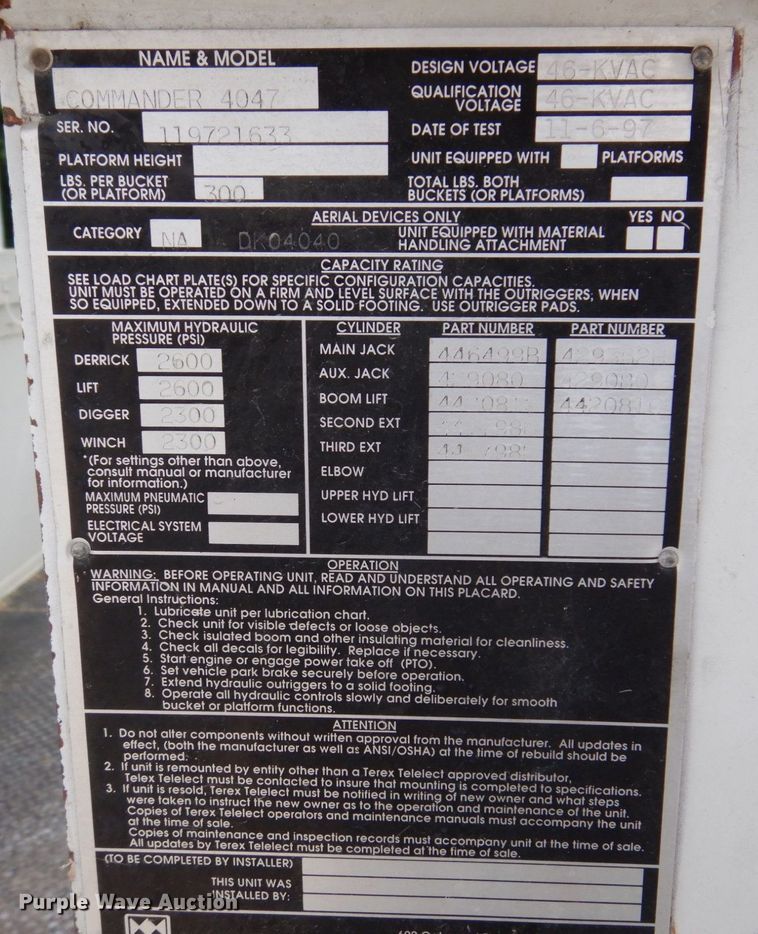 NAME & MODEL
COMMANDER 4047
SER. NO. 119721633
PLATFORM HEIGHT
LBS. PER BUCKET
(OR PLATFORM) 300
DESIGN VOLTAGE 46-KVAC
QUALIFICATION
VOLTAGE 46-KVAC
DATE OF TEST 11-6-97
UNIT EQUIPPED WITH PLATFORMS
TOTAL LBS. BOTH
BUCKETS (OR PLATFORMS)
AERIAL DEVICES ONLY
YES NO
CATEGORY NA DK04040
UNIT EQUIPPED WITH MATERIAL
HANDLING ATTACHMENT
CAPACITY RATING
SEE LOAD CHART PLATE(S) FOR SPECIFIC CONFIGURATION CAPACITIES.
UNIT MUST BE OPERATED ON A FIRM AND LEVEL SURFACE WITH THE OUTRIGGERS, WHEN
SO EQUIPPED, EXTENDED DOWN TO A SOLID FOOTING. USE OUTRIGGER PADS.
MAXIMUM HYDRAULIC
PRESSURE (PSI)
DERRICK 2600
LIFT 2600
DIGGER 2300
WINCH 2300
*(For settings other than above,
consult manual or manufacturer
for information.)
MAXIMUM PNEUMATIC
PRESSURE (PSI)
ELECTRICAL SYSTEM
VOLTAGE
CYLINDER PART NUMBER PART NUMBER
MAIN JACK
AUX. JACK
BOOM LIFT
SECOND EXT
THIRD EXT
ELBOW
UPPER HYD LIFT
LOWER HYD LIFT
OPERATION
WARNING: BEFORE OPERATING UNIT, READ AND UNDERSTAND ALL OPERATING AND SAFETY
INFORMATION IN MANUAL AND ALL INFORMATION ON THIS PLACARD.
General Instructions:
1. Lubricate unit per lubrication chart.
2. Check unit for visible defects or loose objects.
3. Check isulated boom and other insulating material for cleanliness.
4. Check all decals for legibility. Replace if necessary.
5. Start engine or engage power take off (PTO).
6. Set vehicle park brake securely before operation.
7. Extend hydraulic outriggers to a solid footing.
8. Operate all hydraulic controls slowly and deliberately for smooth
bucket or platform functions.
ATTENTION
1. Do not alter components without written approval from the manufacturer. All updates in
effect, (both the manufacturer as well as ANSI/OSHA) at the time of rebuild should be
performed.
2. If unit is remounted by entity other than a Terex Telelect approved distributor,
Telex Telelect must be contacted to insure that mounting is completed to specifications.
3. If unit is resold, Terex Telelect must be notified in writing of new owner and what steps
were taken to instruct the new owner as to the operation and maintenance of the unit.
Copies of Terex Telelect operators and maintenance manuals must accompany the unit
at the time of sale.
Copies of maintenance and inspection records must accompany unit at the time of sale.
All updates by Terex Telelect must be completed at the time of sale.
(TO BE COMPLETED BY INSTALLER)
THIS UNIT WAS
INSTALLED BY:
Purple Wave Auction